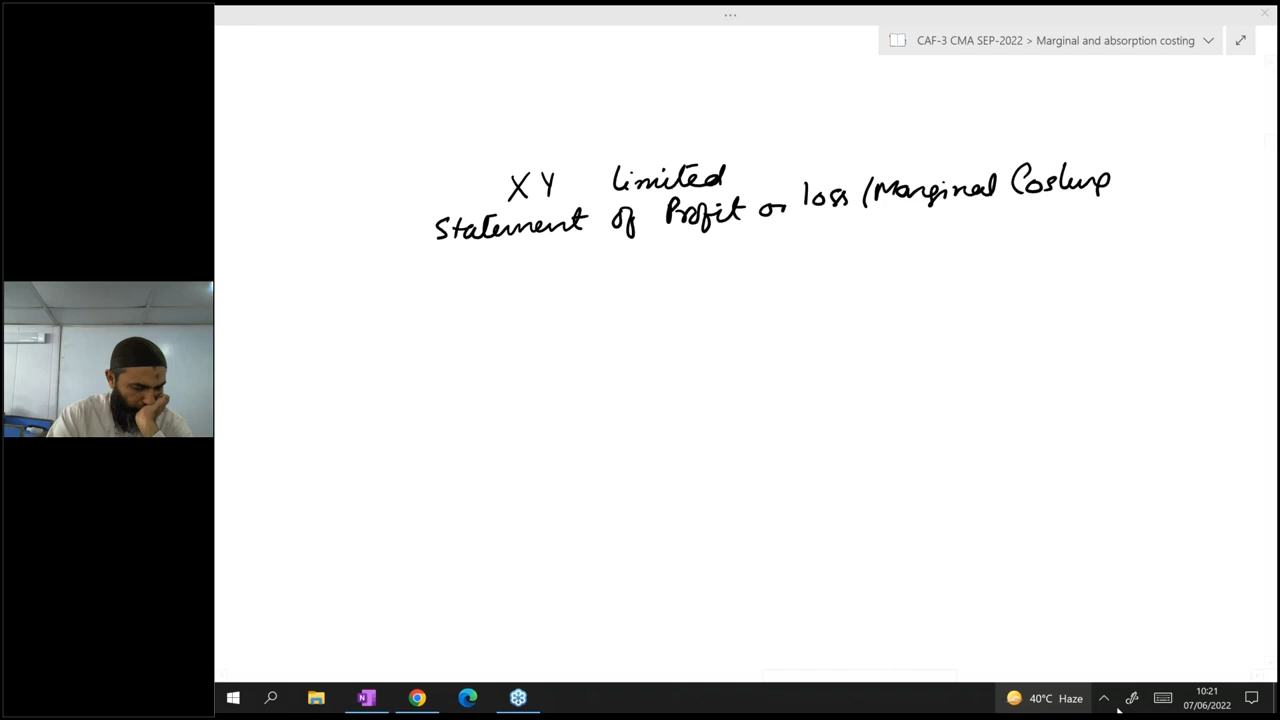 CAF-3 CMA SEP-2022 > Marginal and absorption costing
XY Limited
Statement of Profit or loss (Marginal Costing
40°C Haze
10:21
07/06/2022